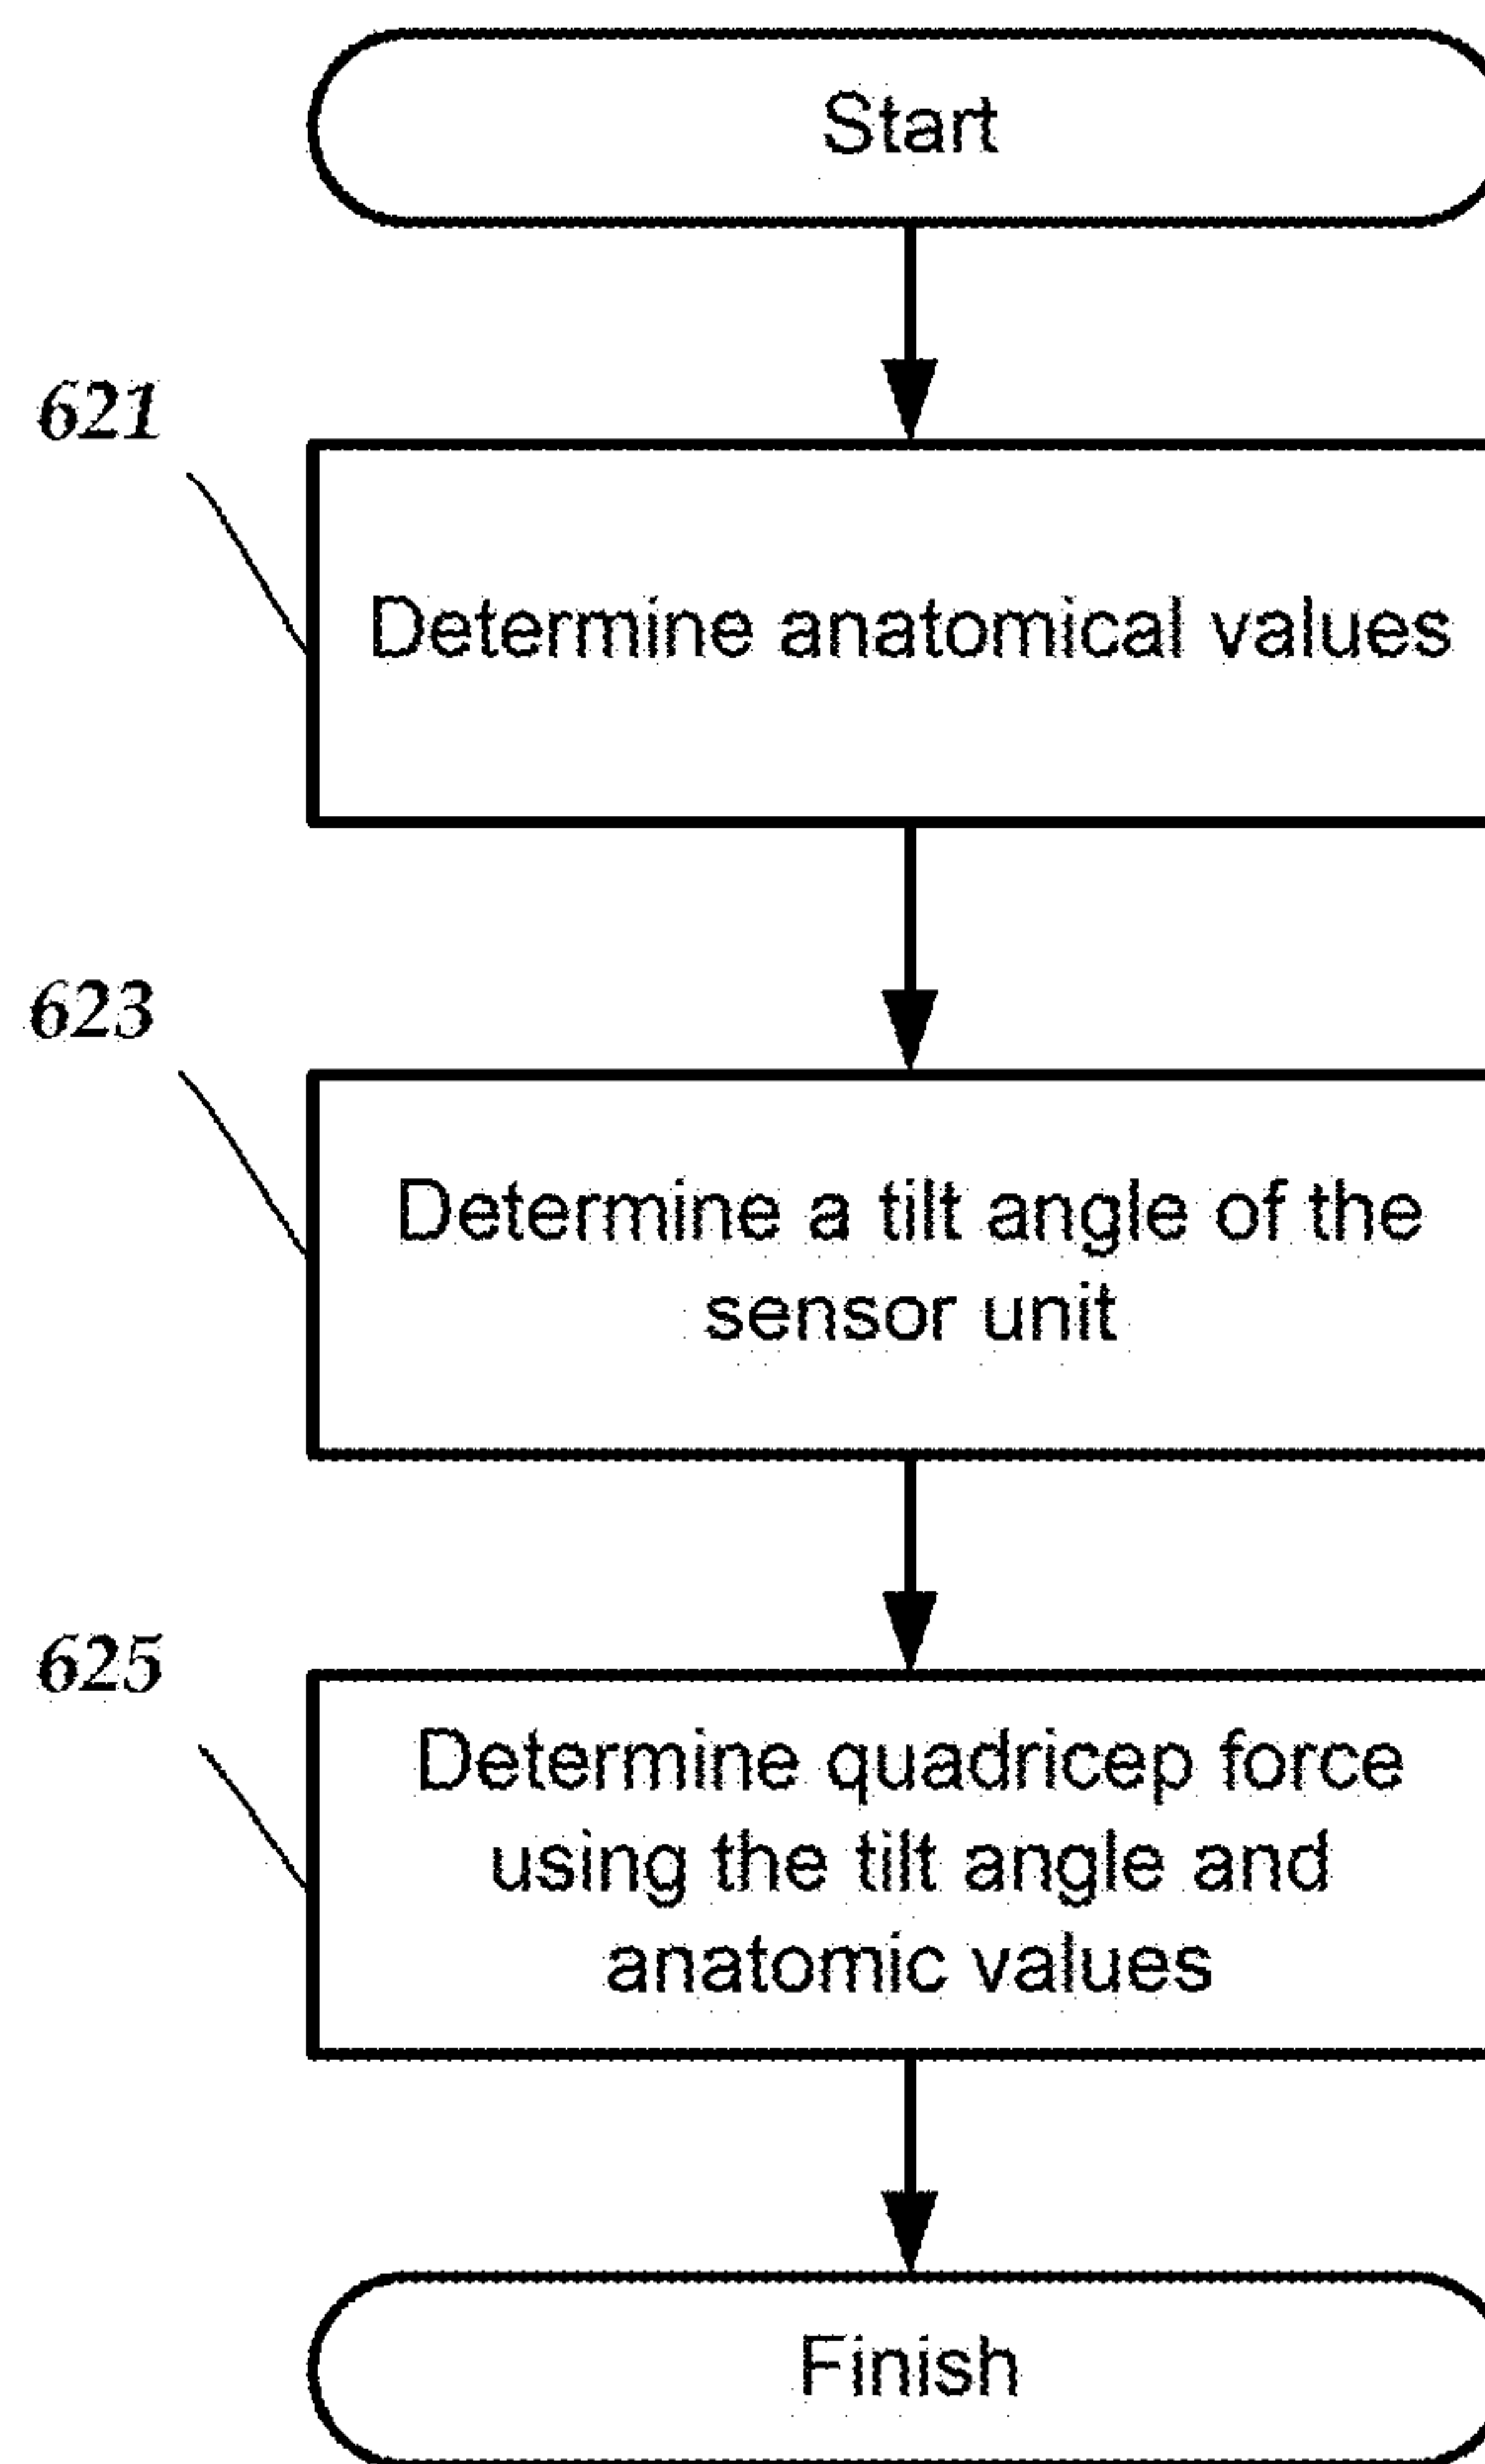 Start
621
Determine anatomical values
623
Determine a tilt angle of the
sensor unit
625
Determine quadricep force
using the tilt angle and
anatomic values
Finish